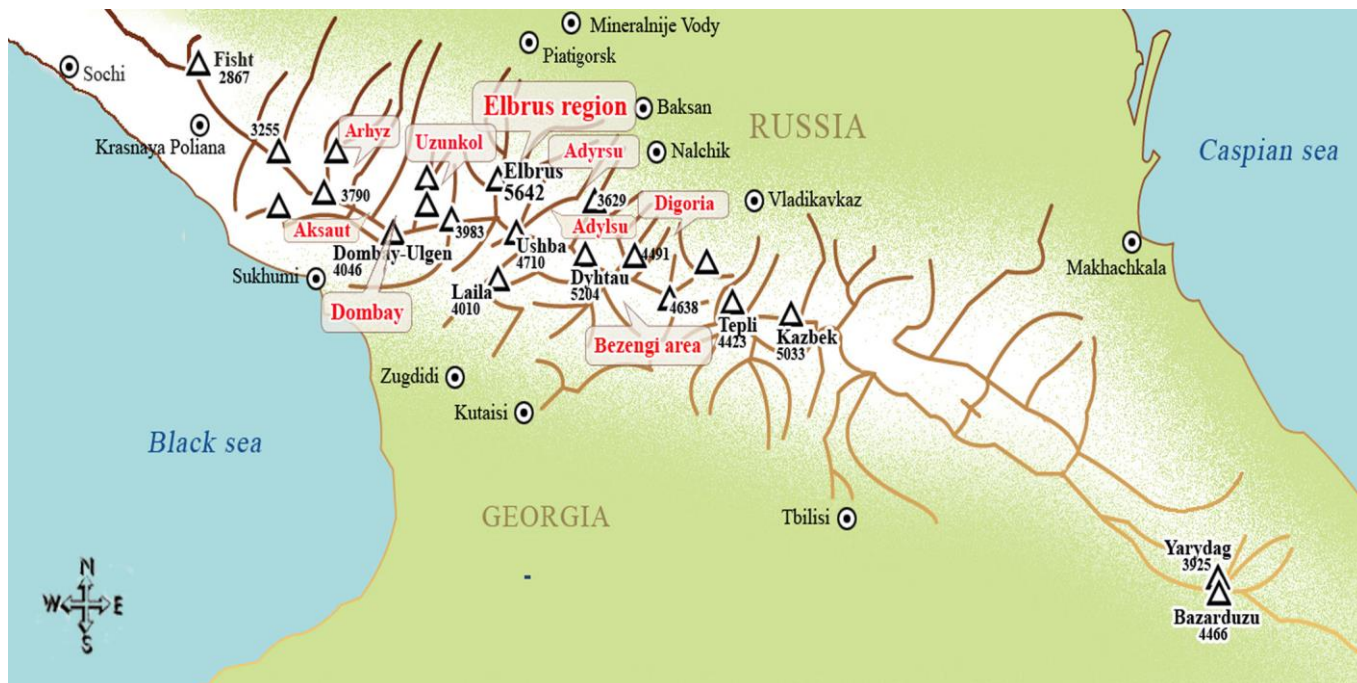 Mineralnije Vody
Piatigorsk
Fisht
2867
Sochi
Elbrus region
Baksan
RUSSIA
Krasnaya Poliana
3255
Arhyz
Uzunkol
Adyrsu
Nalchik
Caspian sea
Elbrus
5642
3790
3629
Digoria
Vladikavkaz
Aksaut
3983
Adylsu
Dombay-Ulgen
4046
Ushba
4710
4491
Makhachkala
Sukhumi
Laila
4010
Dyhtau
5204
4638
Dombay
Tepli
4423
Kazbek
5033
Bezengi area
Zugdidi
Kutaisi
Black sea
GEORGIA
Tbilisi
Yarydag
3925
Bazarduzu
4466
N
W E
S